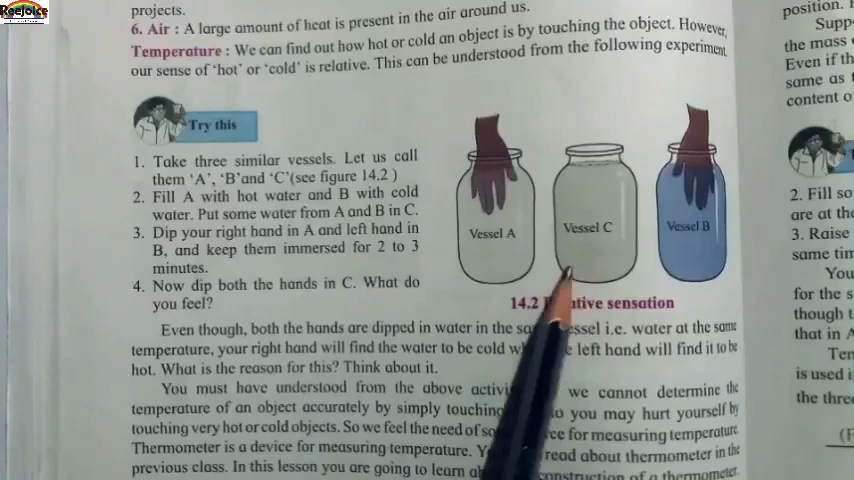 Reejoice
projects.
6. Air : A large amount of heat is present in the air around us.
Temperature : We can find out how hot or cold an object is by touching the object. However,
our sense of ‘hot’ or ‘cold’ is relative. This can be understood from the following experiment.
Try this
1. Take three similar vessels. Let us call
them ‘A’, ‘B’and ‘C’(see figure 14.2 )
2. Fill A with hot water and B with cold
water. Put some water from A and B in C.
3. Dip your right hand in A and left hand in
B, and keep them immersed for 2 to 3
minutes.
4. Now dip both the hands in C. What do
you feel?
Vessel A
Vessel C
Vessel B
14.2 ative sensation
Even though, both the hands are dipped in water in the sa essel i.e. water at the same
temperature, your right hand will find the water to be cold w e left hand will find it to be
hot. What is the reason for this? Think about it.
You must have understood from the above activi we cannot determine the
temperature of an object accurately by simply touching o you may hurt yourself by
touching very hot or cold objects. So we feel the need of so ce for measuring temperature.
Thermometer is a device for measuring temperature. Y read about thermometer in the
previous class. In this lesson you are going to learn a construction of a thermometer.
position.
Supp
the mass
Even if th
same as
content o
2. Fill so
are at the
3. Raise
same tim
You
for the s
though t
that in A
Ten
is used i
the three
(F